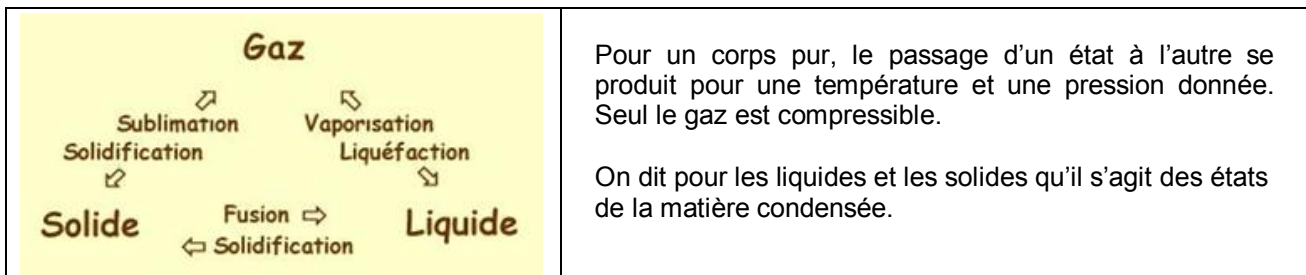 Gaz
Sublimation Vaporisation
Solidification Liquéfaction
Solide Fusion ⇨ Liquide
⇦ Solidification
Pour un corps pur, le passage d'un état à l'autre se
produit pour une température et une pression donnée.
Seul le gaz est compressible.
On dit pour les liquides et les solides qu'il s'agit des états
de la matière condensée.